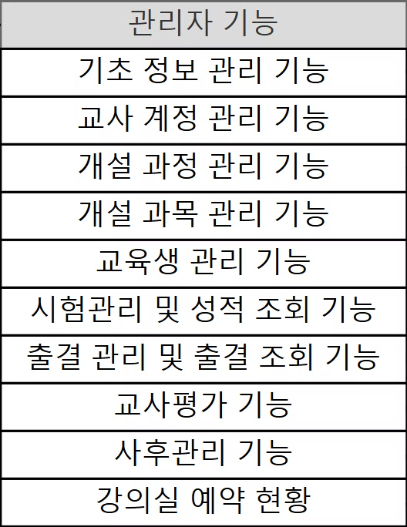 관리자 기능
기초 정보 관리 기능
교사 계정 관리 기능
개설 과정 관리 기능
개설 과목 관리 기능
교육생 관리 기능
시험관리 및 성적 조회 기능
출결 관리 및 출결 조회 기능
교사평가 기능
사후관리 기능
강의실 예약 현황